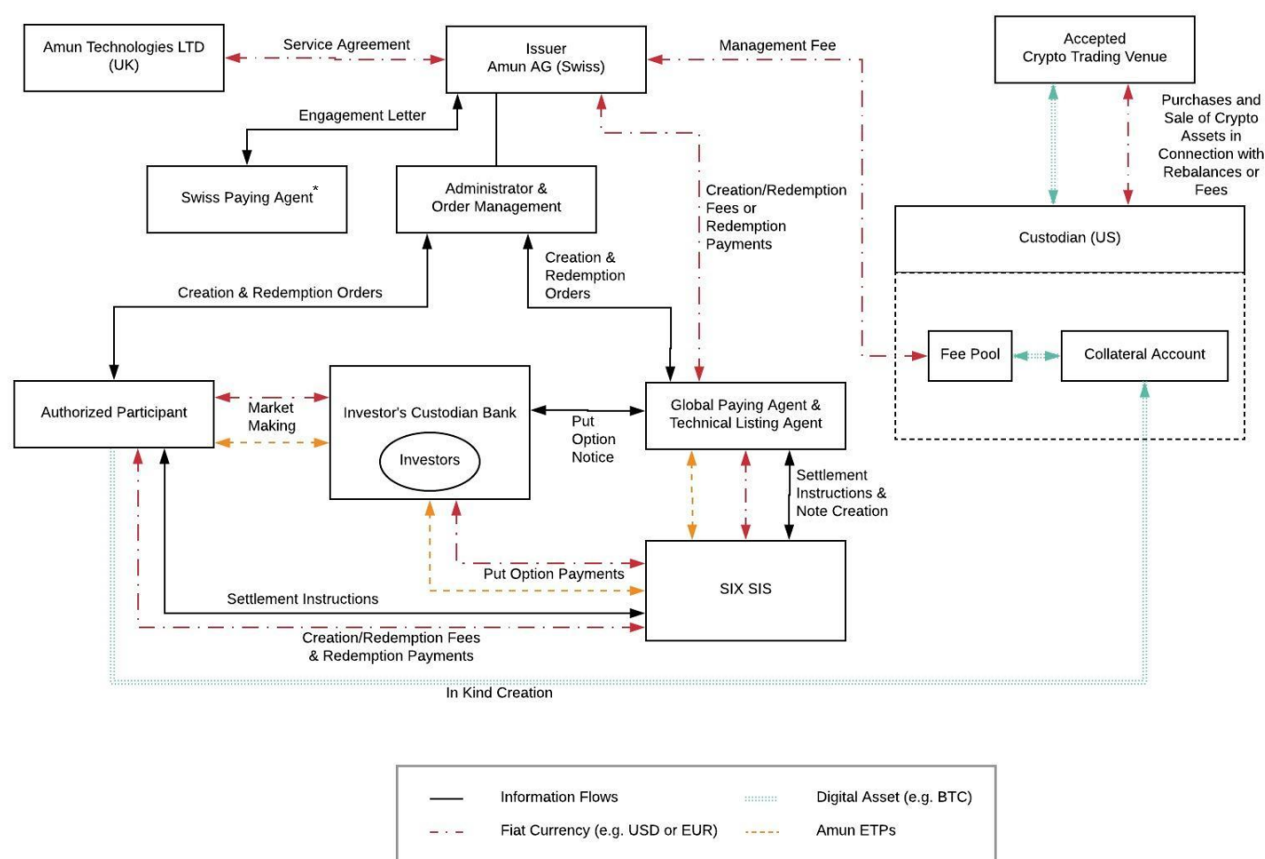 Amun Technologies LTD
(UK)
Service Agreement
Issuer
Amun AG (Swiss)
Management Fee
Accepted
Crypto Trading Venue
Engagement Letter
Purchases and
Sale of Crypto
Assets in
Connection with
Rebalances or
Fees
Swiss Paying Agent*
Administrator &
Order Management
Creation/Redemption
Fees or
Redemption
Payments
Custodian (US)
Creation &
Redemption
Orders
Creation & Redemption Orders
Fee Pool
Collateral Account
Authorized Participant
Market
Making
Investor's Custodian Bank
Investors
Put
Option
Notice
Global Paying Agent &
Technical Listing Agent
Settlement
Instructions &
Note Creation
Put Option Payments
SIX SIS
Settlement Instructions
Creation/Redemption Fees
& Redemption Payments
In Kind Creation
Information Flows
Digital Asset (e.g. BTC)
Fiat Currency (e.g. USD or EUR)
Amun ETPs